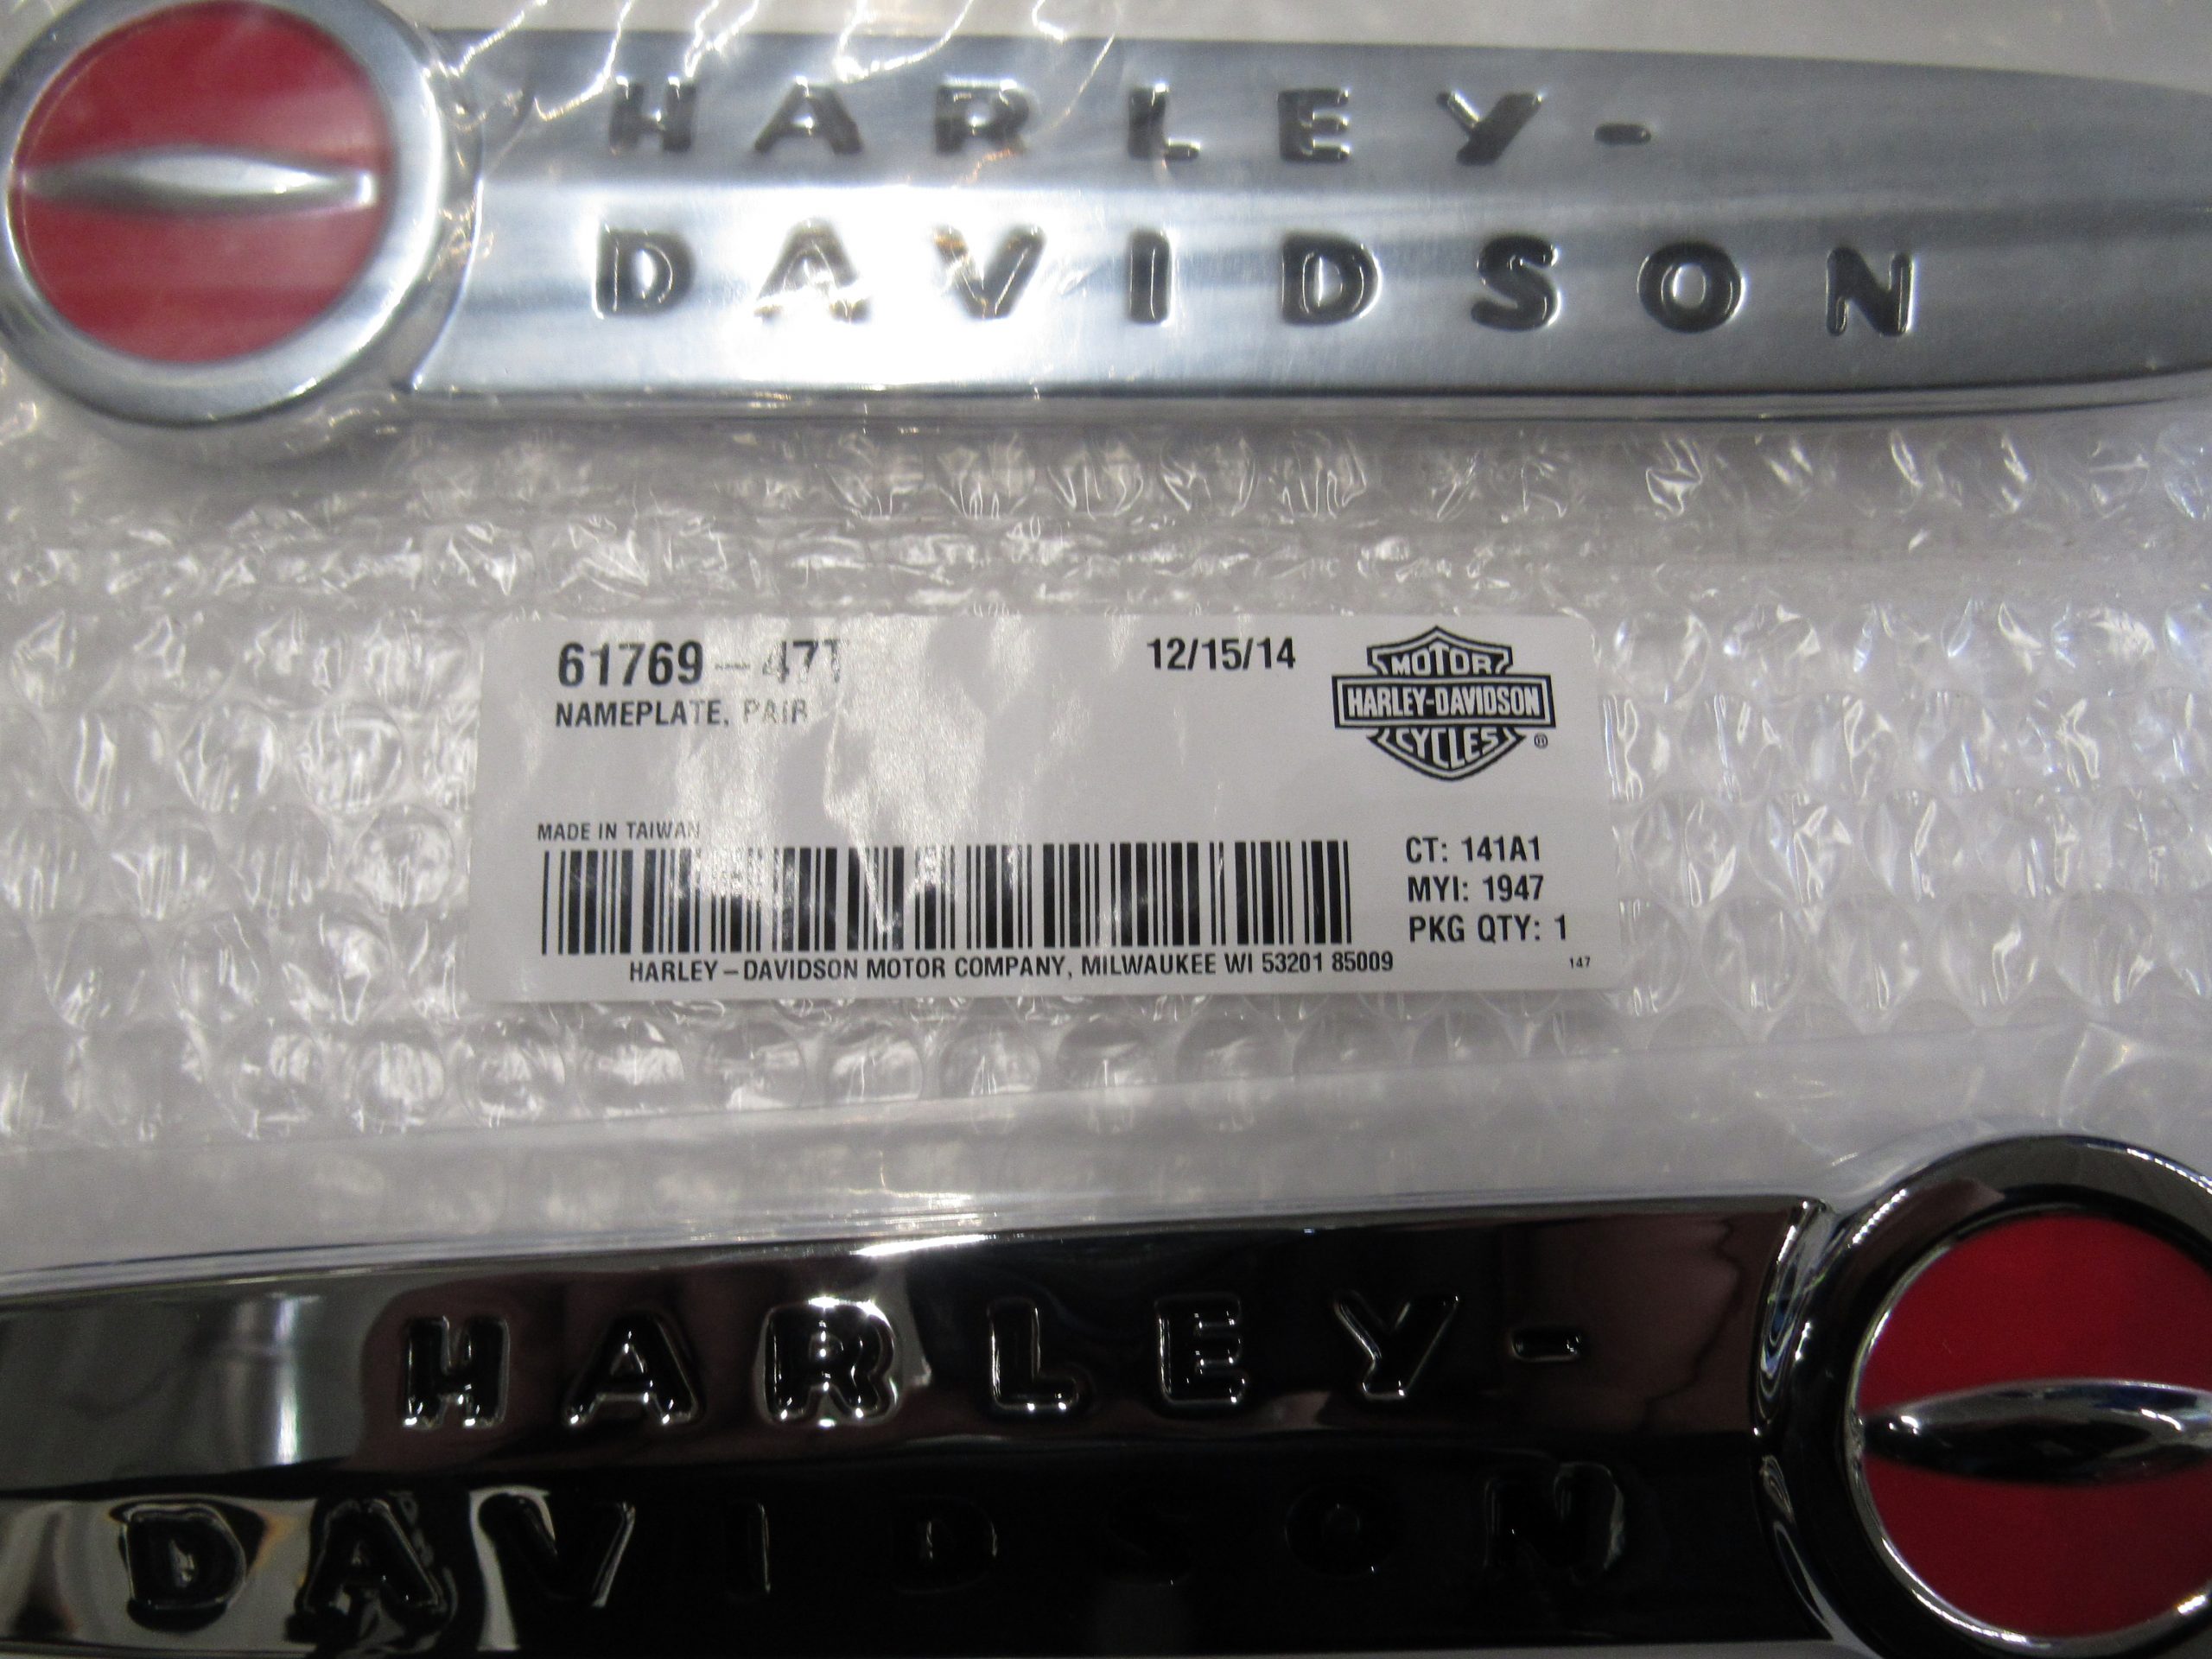 HARLEY-
DAVIDSON
61769-47T
12/15/14
NAMEPLATE, PAIR
MOTOR
HARLEY-DAVIDSON
CYCLES
®
MADE IN TAIWAN
CT: 141A1
MYI: 1947
PKG QTY: 1
HARLEY-DAVIDSON MOTOR COMPANY, MILWAUKEE WI 53201 85009
147
HARLEY-
DAVIDSON